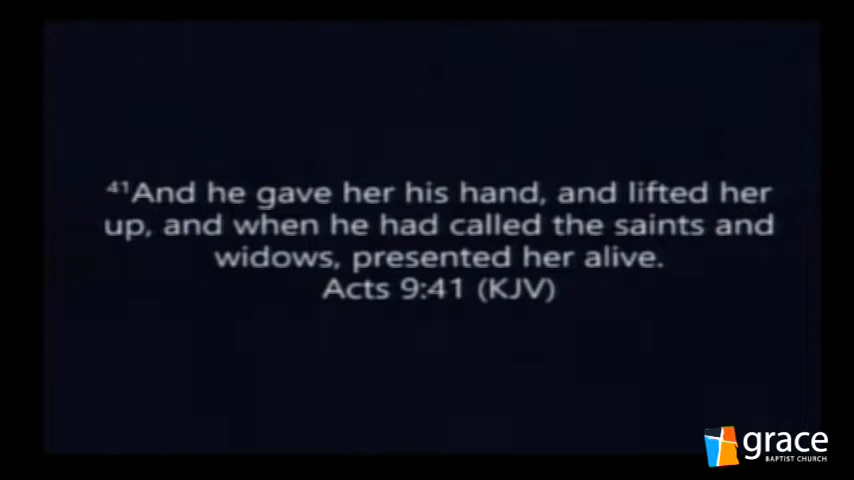 ⁴¹And he gave her his hand, and lifted her
up, and when he had called the saints and
widows, presented her alive.
Acts 9:41 (KJV)
grace
BAPTIST CHURCH